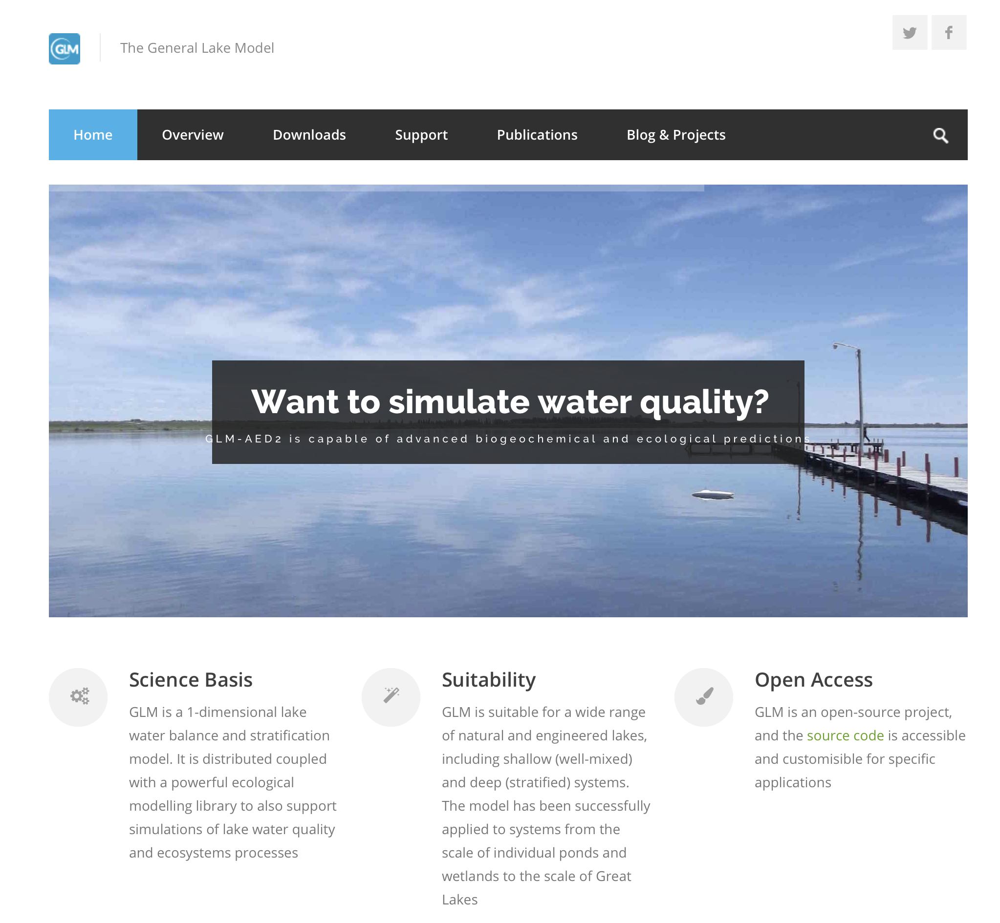 GLM
The General Lake Model
Home Overview Downloads Support Publications Blog & Projects
Want to simulate water quality?
GLM-AED2 is capable of advanced biogeochemical and ecological predictions
Science Basis
GLM is a 1-dimensional lake
water balance and stratification
model. It is distributed coupled
with a powerful ecological
modelling library to also support
simulations of lake water quality
and ecosystems processes
Suitability
GLM is suitable for a wide range
of natural and engineered lakes,
including shallow (well-mixed)
and deep (stratified) systems.
The model has been successfully
applied to systems from the
scale of individual ponds and
wetlands to the scale of Great
Lakes
Open Access
GLM is an open-source project,
and the source code is accessible
and customisible for specific
applications